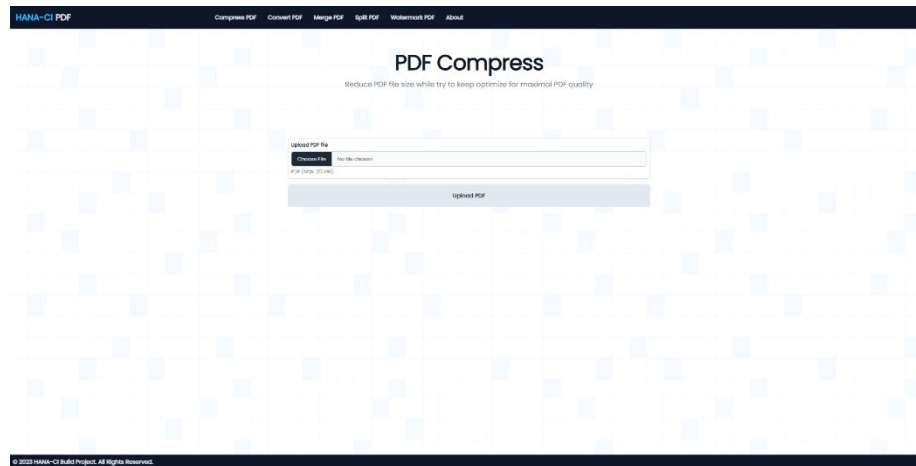 HANA-CI PDF Compress PDF Convert PDF Merge PDF Split PDF Watermark PDF About
PDF Compress
Reduce PDF file size while try to keep optimize for maximal PDF quality
Upload PDF file
Choose File No file chosen
PDF (Max. 25 MB)
Upload PDF
© 2023 HANA-CI Build Project. All Rights Reserved.